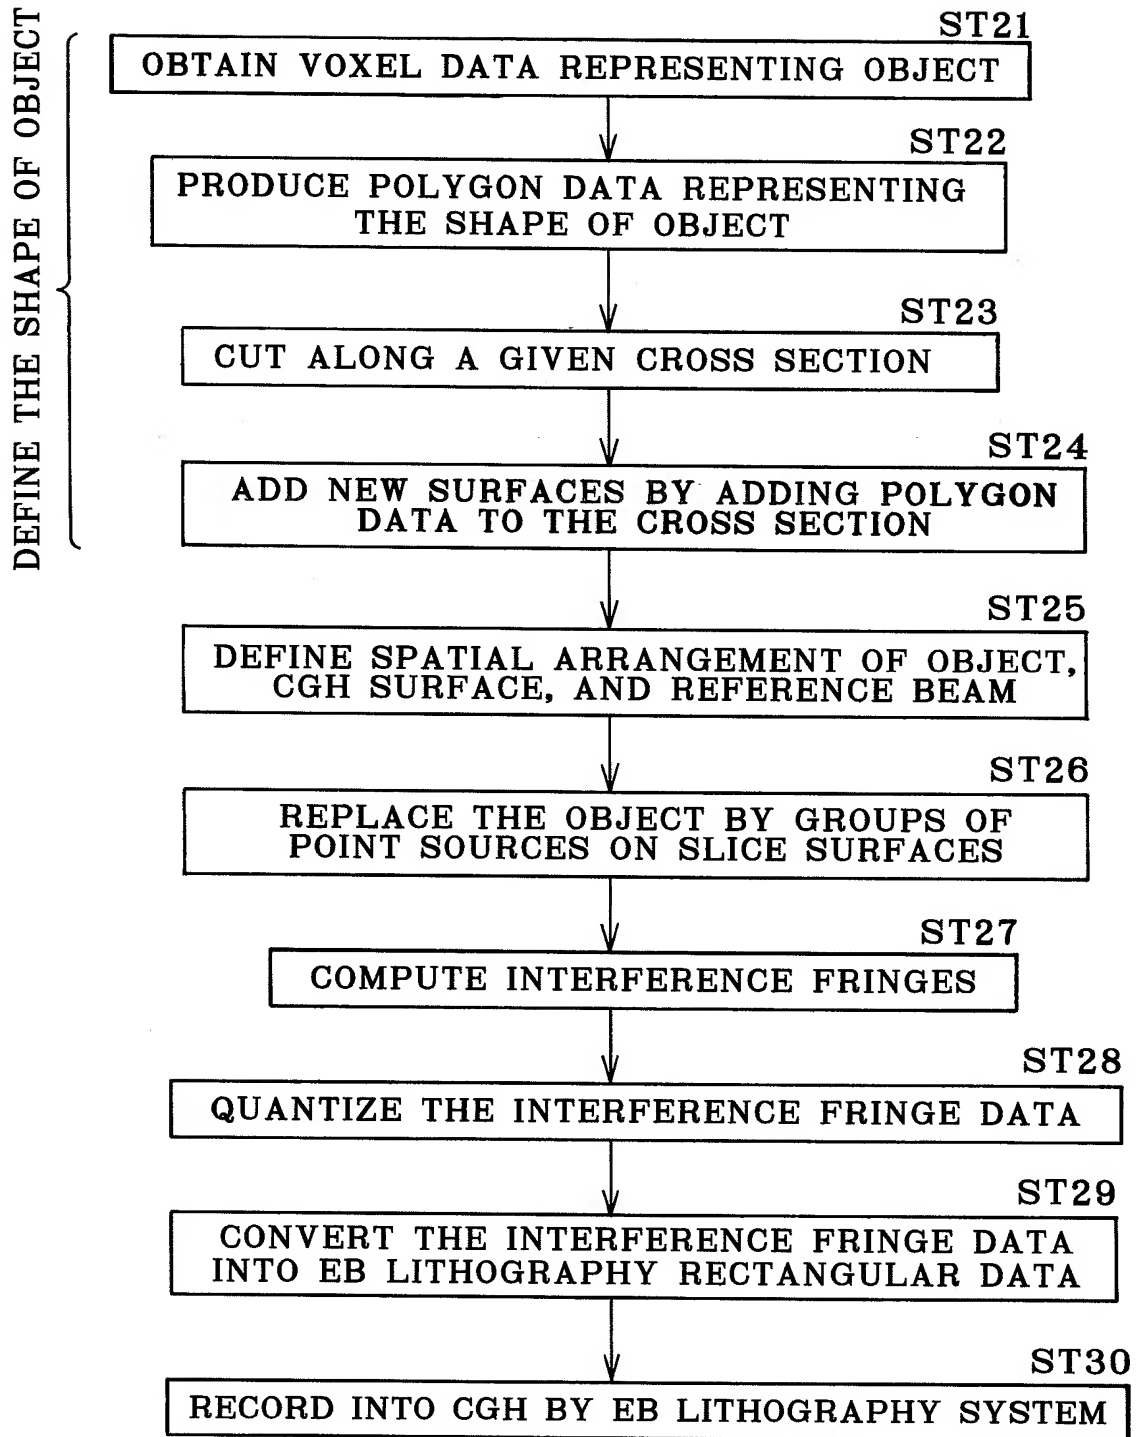 DEFINE THE SHAPE OF OBJECT
ST21
OBTAIN VOXEL DATA REPRESENTING OBJECT
ST22
PRODUCE POLYGON DATA REPRESENTING
THE SHAPE OF OBJECT
ST23
CUT ALONG A GIVEN CROSS SECTION
ST24
ADD NEW SURFACES BY ADDING POLYGON
DATA TO THE CROSS SECTION
ST25
DEFINE SPATIAL ARRANGEMENT OF OBJECT,
CGH SURFACE, AND REFERENCE BEAM
ST26
REPLACE THE OBJECT BY GROUPS OF
POINT SOURCES ON SLICE SURFACES
ST27
COMPUTE INTERFERENCE FRINGES
ST28
QUANTIZE THE INTERFERENCE FRINGE DATA
ST29
CONVERT THE INTERFERENCE FRINGE DATA
INTO EB LITHOGRAPHY RECTANGULAR DATA
ST30
RECORD INTO CGH BY EB LITHOGRAPHY SYSTEM